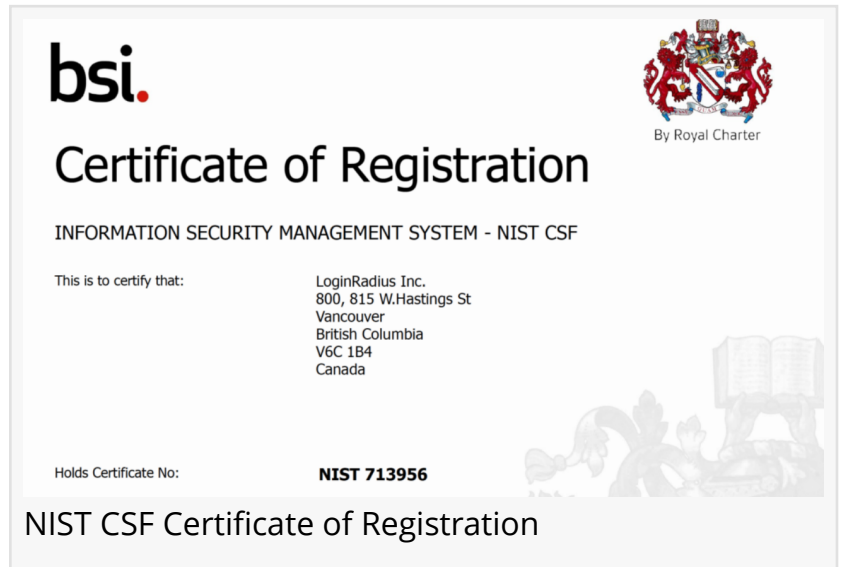 bsi.
By Royal Charter
Certificate of Registration
INFORMATION SECURITY MANAGEMENT SYSTEM - NIST CSF
This is to certify that:
LoginRadius Inc.
800, 815 W.Hastings St
Vancouver
British Columbia
V6C 1B4
Canada
Holds Certificate No:
NIST 713956
NIST CSF Certificate of Registration